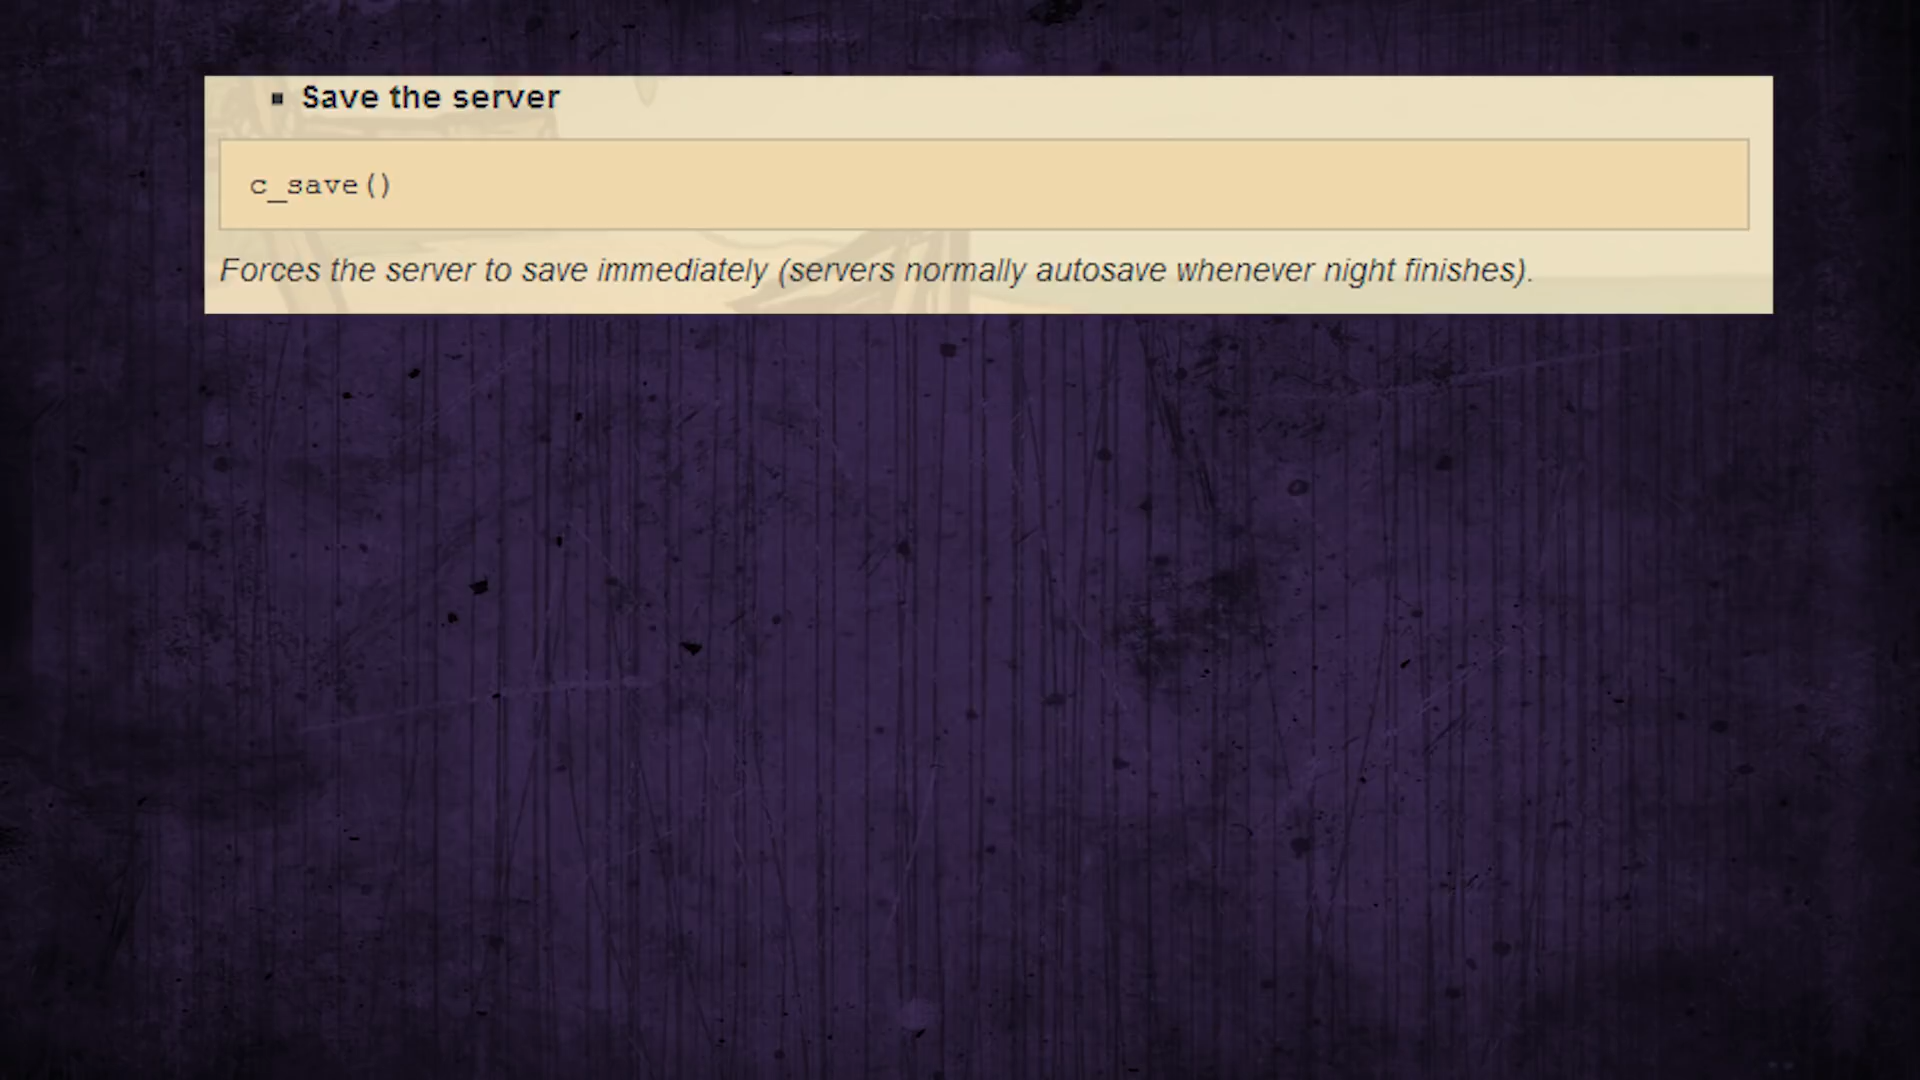 Save the server
c_save()
Forces the server to save immediately (servers normally autosave whenever night finishes).